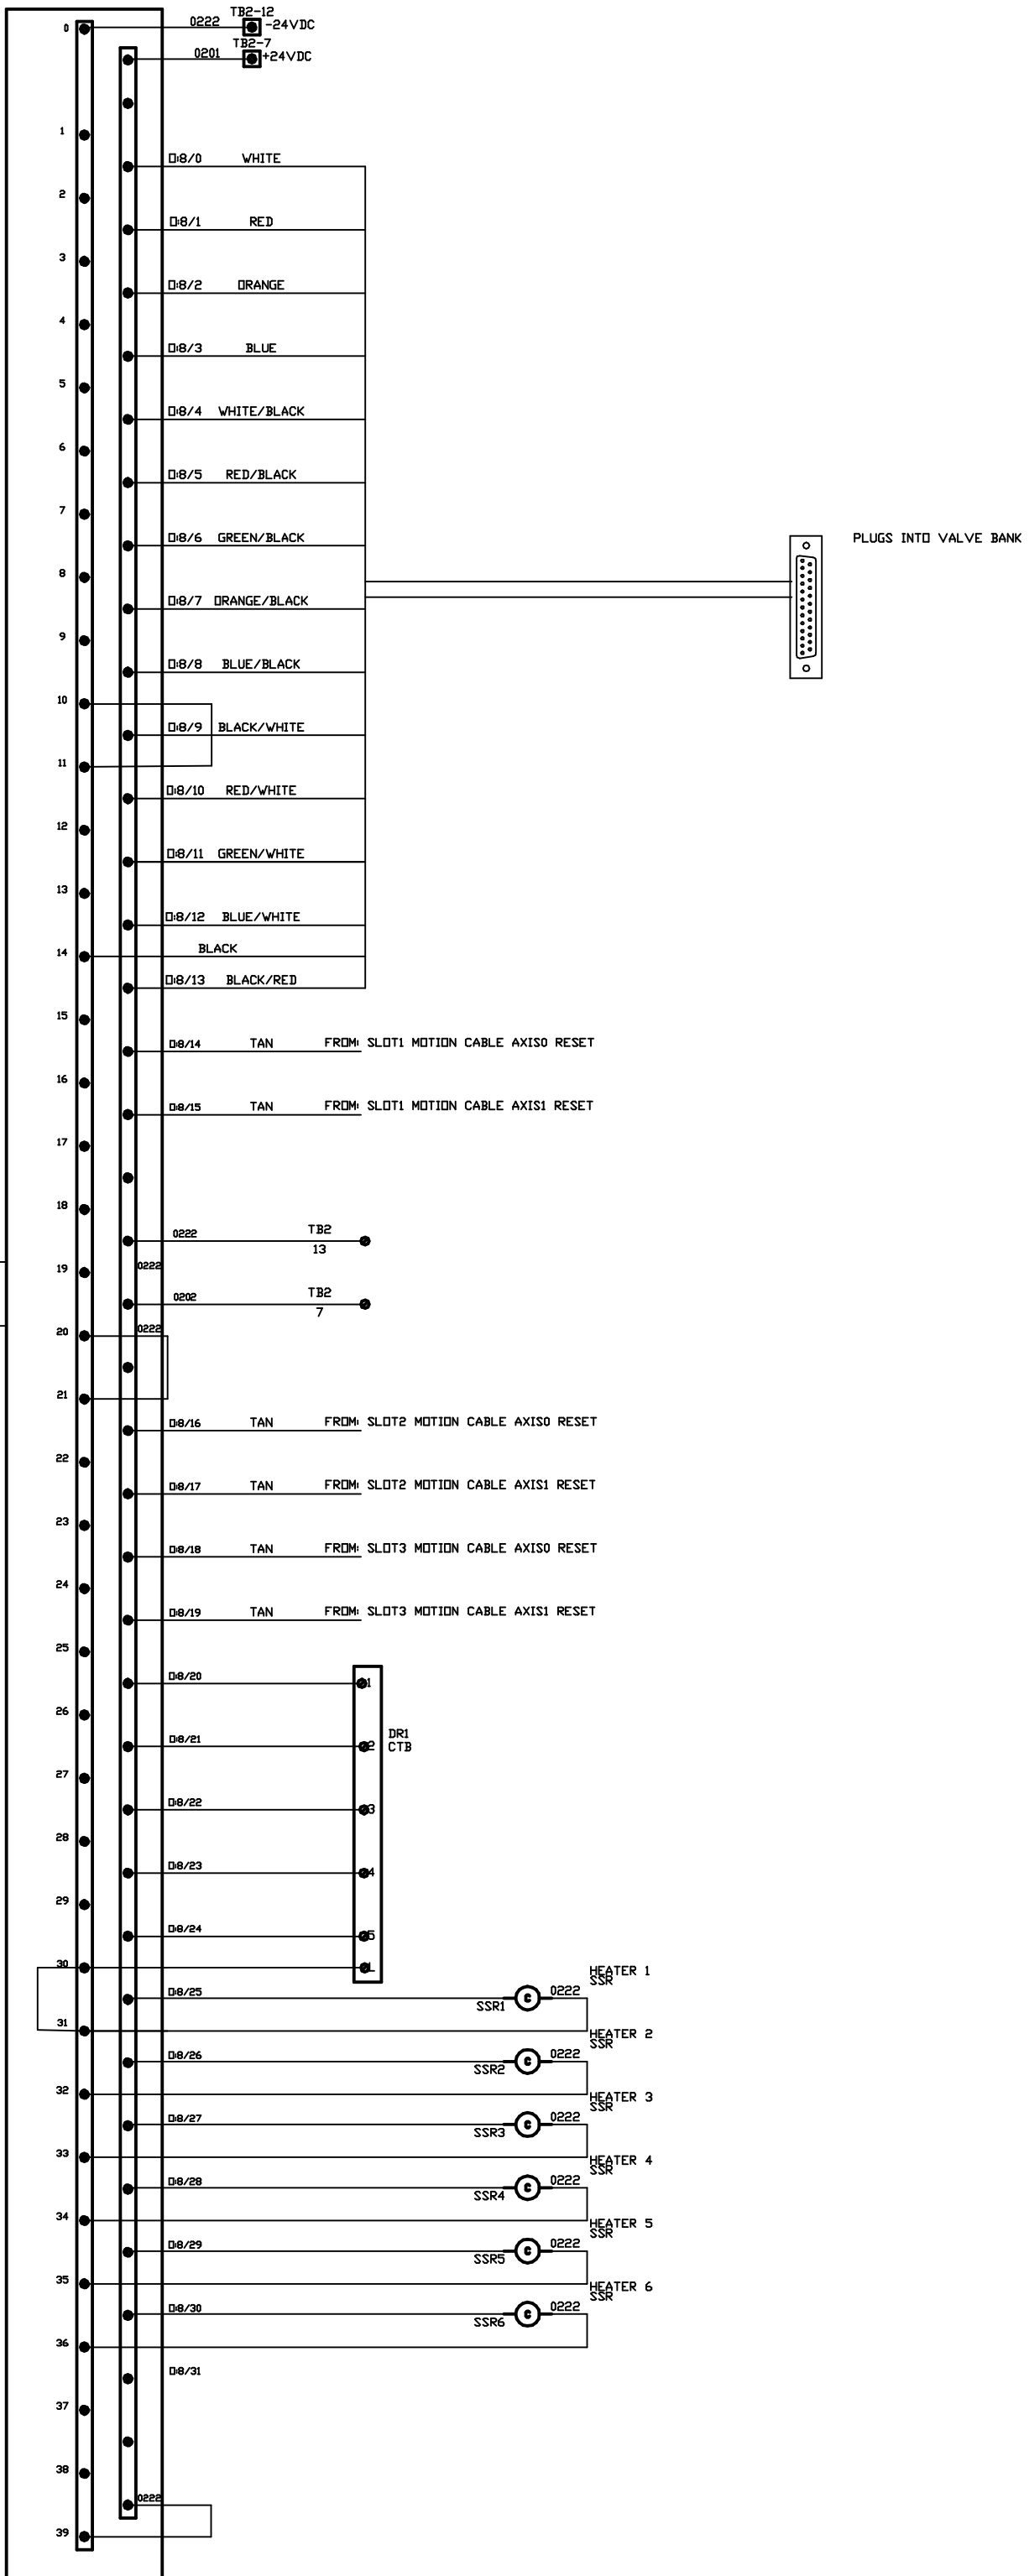 TB2-12
0 0222 -24VDC
TB2-7
0201 +24VDC
1
O:8/0 WHITE
2
O:8/1 RED
3
O:8/2 ORANGE
4
O:8/3 BLUE
5
O:8/4 WHITE/BLACK
6
O:8/5 RED/BLACK
7
O:8/6 GREEN/BLACK PLUGS INTO VALVE BANK
8
O:8/7 ORANGE/BLACK
9
O:8/8 BLUE/BLACK
10
O:8/9 BLACK/WHITE
11
O:8/10 RED/WHITE
12
O:8/11 GREEN/WHITE
13
O:8/12 BLUE/WHITE
14 BLACK
O:8/13 BLACK/RED
15
O:8/14 TAN FROM: SLOT1 MOTION CABLE AXIS0 RESET
16
O:8/15 TAN FROM: SLOT1 MOTION CABLE AXIS1 RESET
17
18
0222 TB2
13
19 0222
0202 TB2
7
20 0222
21
O:8/16 TAN FROM: SLOT2 MOTION CABLE AXIS0 RESET
22
O:8/17 TAN FROM: SLOT2 MOTION CABLE AXIS1 RESET
23
O:8/18 TAN FROM: SLOT3 MOTION CABLE AXIS0 RESET
24
O:8/19 TAN FROM: SLOT3 MOTION CABLE AXIS1 RESET
25
O:8/20 1
26
DR1
CTB
O:8/21 2
27
O:8/22 3
28
O:8/23 4
29
O:8/24 5
30 L
HEATER 1
SSR
O:8/25 SSR1 C 0222
31
HEATER 2
SSR
O:8/26 SSR2 C 0222
32
HEATER 3
SSR
O:8/27 SSR3 C 0222
33
HEATER 4
SSR
O:8/28 SSR4 C 0222
34
HEATER 5
SSR
O:8/29 SSR5 C 0222
35
HEATER 6
SSR
O:8/30 SSR6 C 0222
36
O:8/31
37
38
0222
39